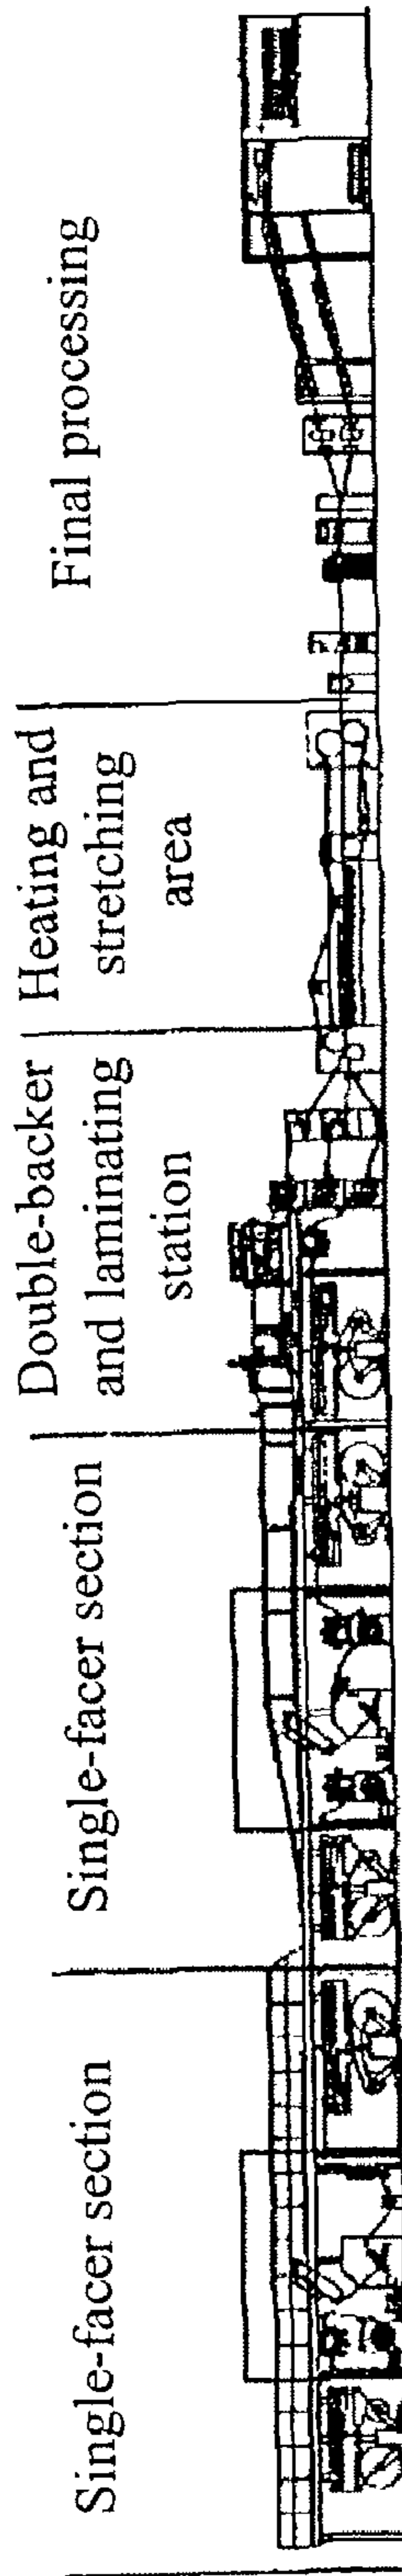 Single-facer section
Single-facer section
Double-backer
and laminating
station
Heating and
stretching
area
Final processing